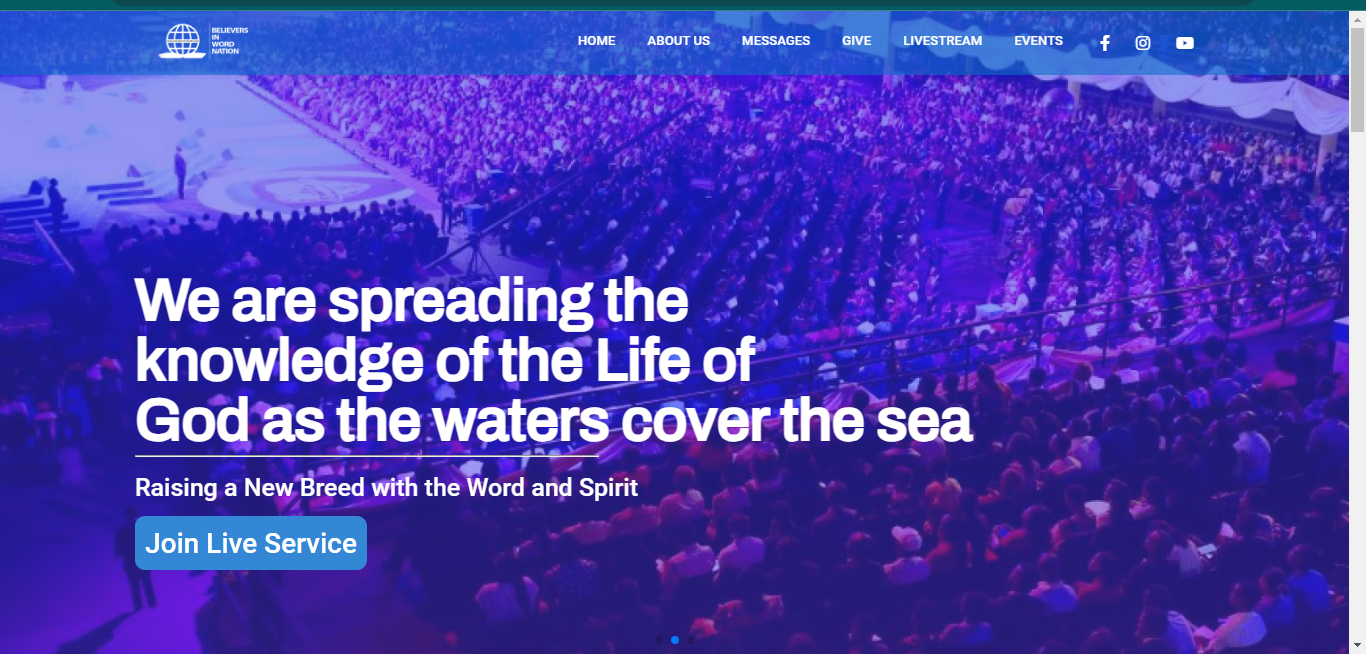 BELIEVERS
IN
WORD
NATION
HOME ABOUT US MESSAGES GIVE LIVESTREAM EVENTS
We are spreading the
knowledge of the Life of
God as the waters cover the sea
Raising a New Breed with the Word and Spirit
Join Live Service